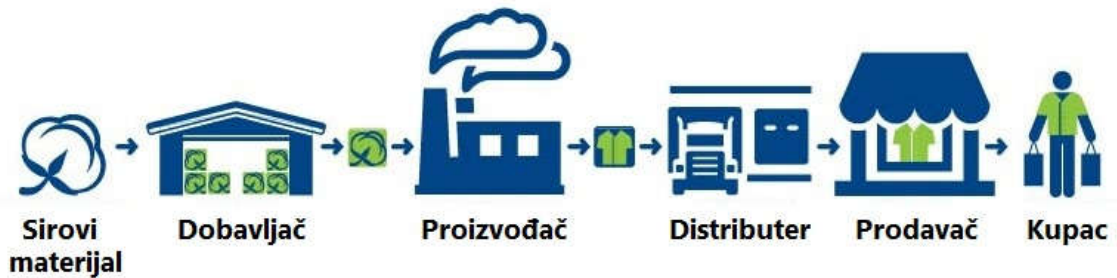 Sirovi
materijal
Dobavljač
Proizvođač
Distributer
Prodavač
Kupac